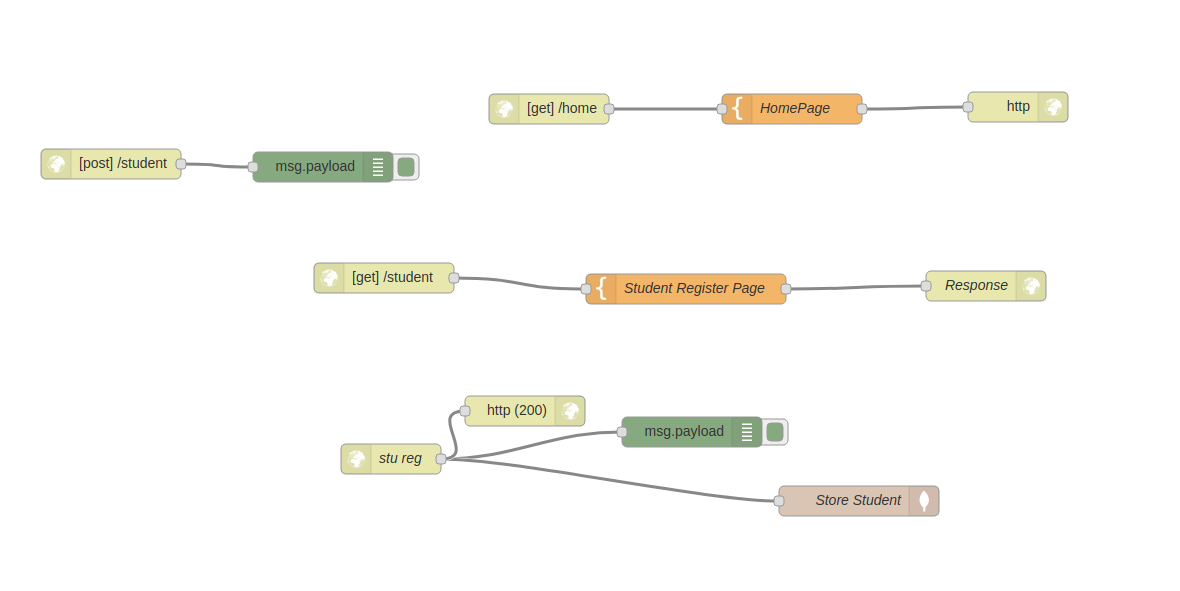 [get] /home
HomePage
http
[post] /student
msg.payload
[get] /student
Student Register Page
Response
http (200)
msg.payload
stu reg
Store Student